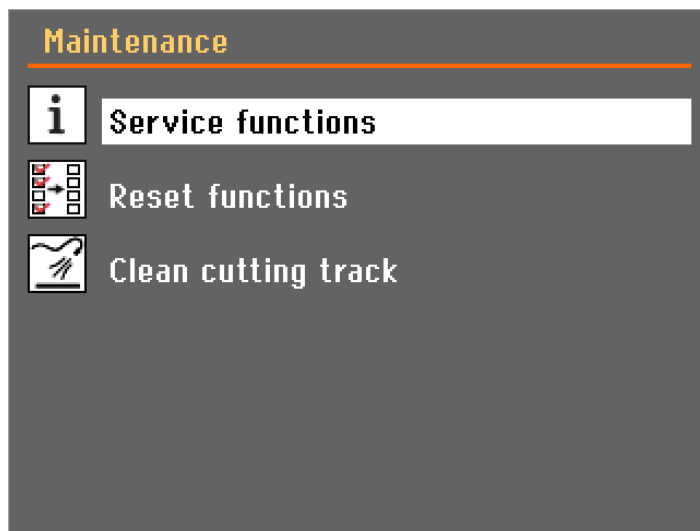 Maintenance
i
Service functions
Reset functions
Clean cutting track